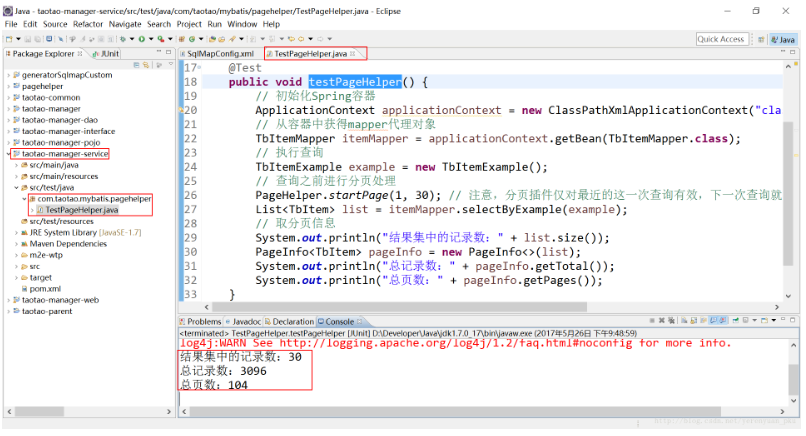 Java - taotao-manager-service/src/test/java/com/taotao/mybatis/pagehelper/TestPageHelper.java - Eclipse
File Edit Source Refactor Navigate Search Project Run Window Help
Quick Access
Java
Package Explorer
JUnit
SqlMapConfig.xml
TestPageHelper.java
generatorSqlmapCustom
pagehelper
taotao-common
taotao-manager
taotao-manager-dao
taotao-manager-interface
taotao-manager-pojo
taotao-manager-service
src/main/java
src/main/resources
src/test/java
com.taotao.mybatis.pagehelper
TestPageHelper.java
src/test/resources
JRE System Library [JavaSE-1.7]
Maven Dependencies
m2e-wtp
src
target
pom.xml
taotao-manager-web
taotao-parent
17 @Test
18 public void testPageHelper() {
19 // 初始化Spring容器
20 ApplicationContext applicationContext = new ClassPathXmlApplicationContext("cla
21 // 从容器中获得mapper代理对象
22 TbItemMapper itemMapper = applicationContext.getBean(TbItemMapper.class);
23 // 执行查询
24 TbItemExample example = new TbItemExample();
25 // 查询之前进行分页处理
26 PageHelper.startPage(1, 30); // 注意，分页插件仅对最近的这一次查询有效，下一次查询就
27 List<TbItem> list = itemMapper.selectByExample(example);
28 // 取分页信息
29 System.out.println("结果集中的记录数：" + list.size());
30 PageInfo<TbItem> pageInfo = new PageInfo<>(list);
31 System.out.println("总记录数：" + pageInfo.getTotal());
32 System.out.println("总页数：" + pageInfo.getPages());
33 }
Problems
Javadoc
Declaration
Console
<terminated> TestPageHelper.testPageHelper [JUnit] D:\Developer\Java\jdk1.7.0_17\bin\javaw.exe (2017年5月26日 下午9:48:59)
log4j:WARN See http://logging.apache.org/log4j/1.2/faq.html#noconfig for more info.
结果集中的记录数：30
总记录数：3096
总页数：104